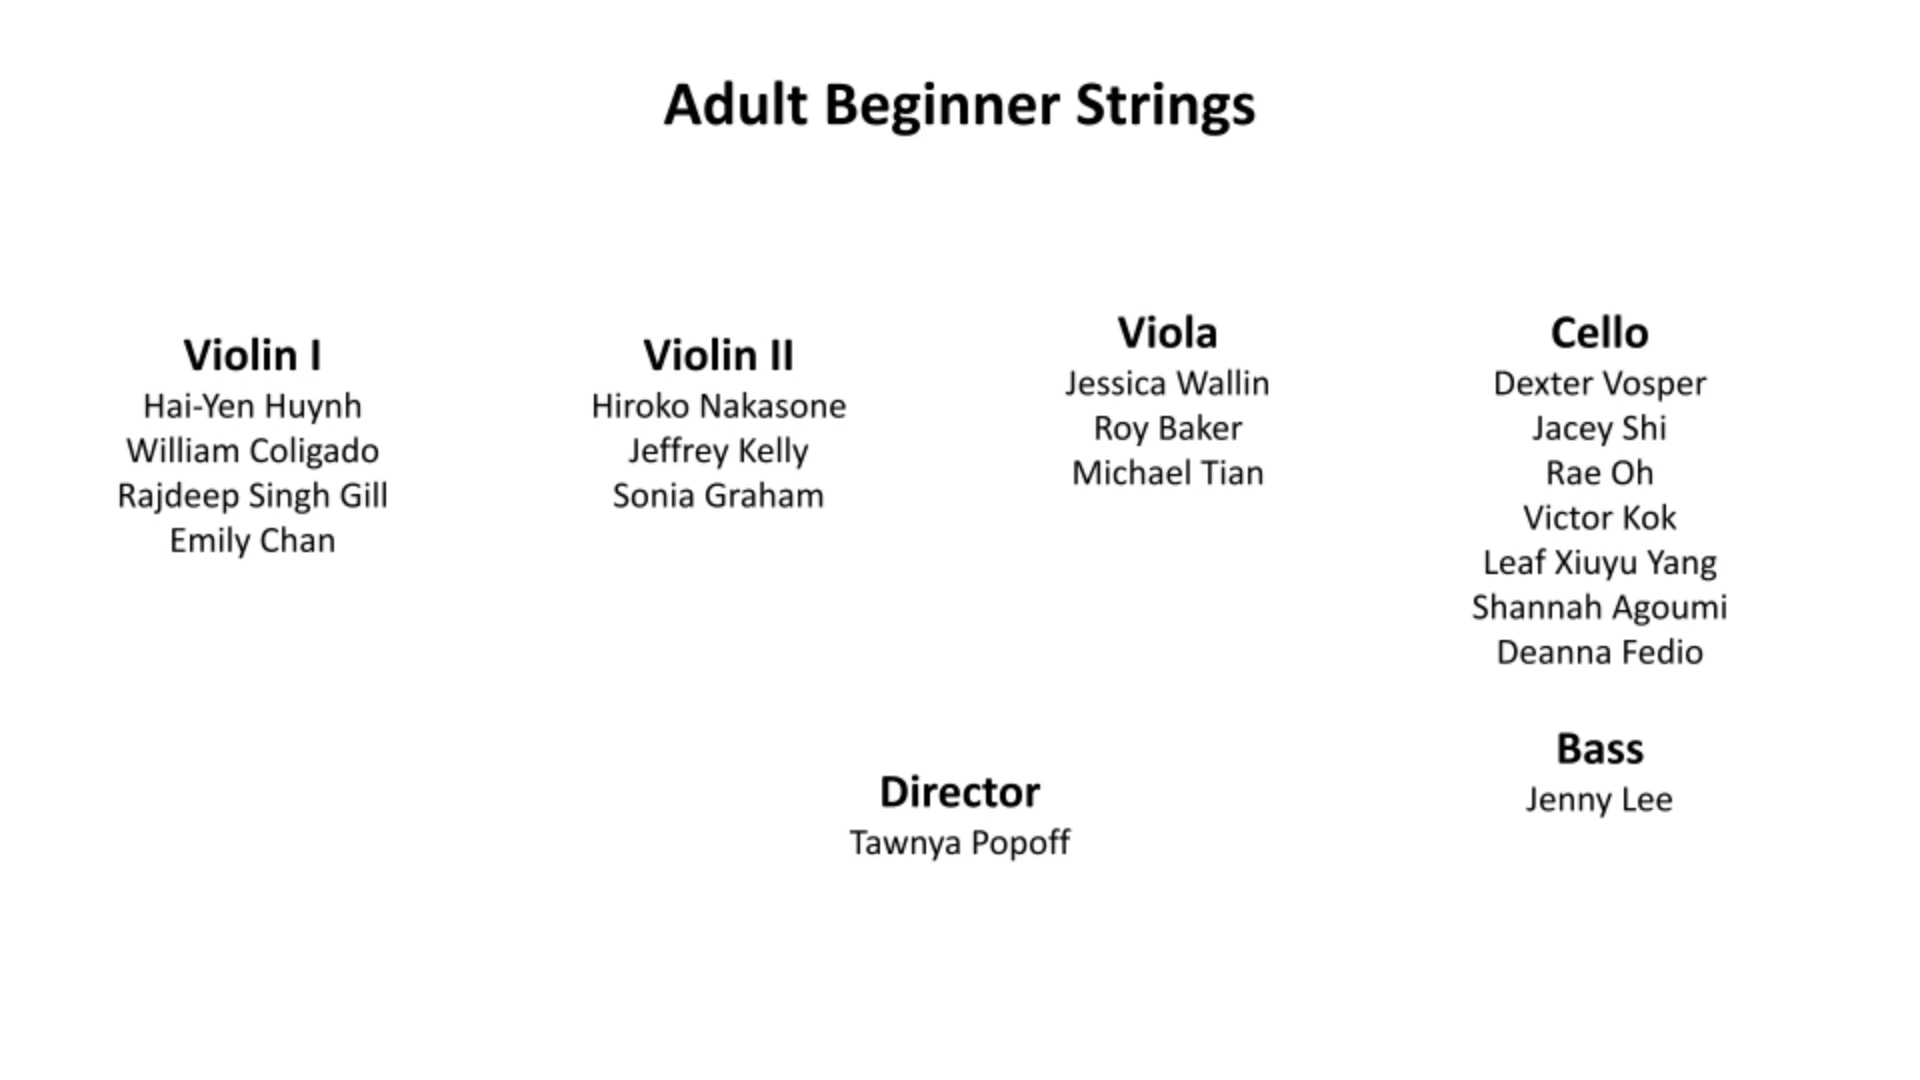 Adult Beginner Strings
Violin I
Hai-Yen Huynh
William Coligado
Rajdeep Singh Gill
Emily Chan
Violin II
Hiroko Nakasone
Jeffrey Kelly
Sonia Graham
Viola
Jessica Wallin
Roy Baker
Michael Tian
Cello
Dexter Vosper
Jacey Shi
Rae Oh
Victor Kok
Leaf Xiuyu Yang
Shannah Agoumi
Deanna Fedio
Bass
Jenny Lee
Director
Tawnya Popoff